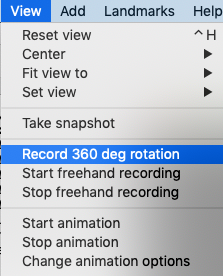 View Add Landmarks Help
Reset view ^H
Center
Fit view to
Set view
Take snapshot
Record 360 deg rotation
Start freehand recording
Stop freehand recording
Start animation
Stop animation
Change animation options